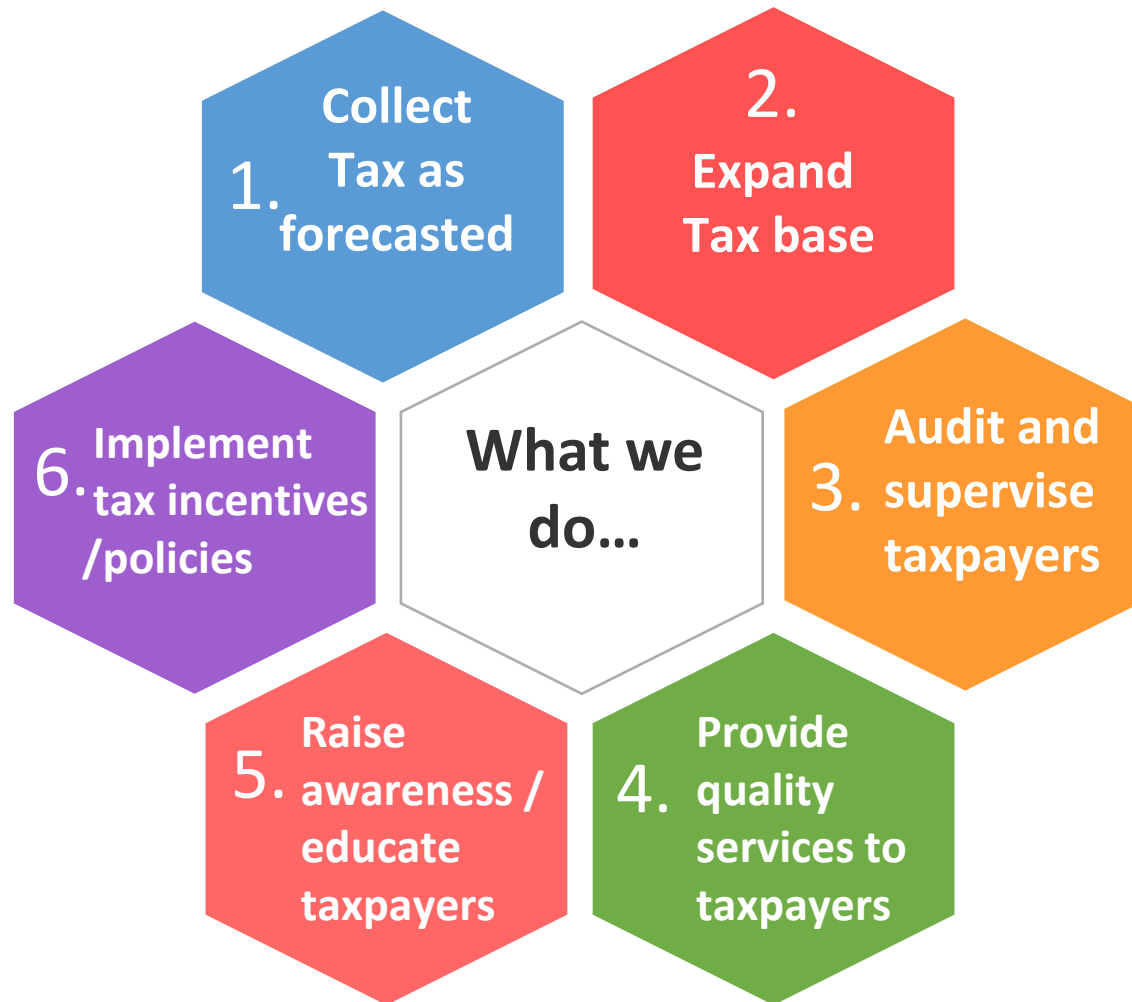 What we
do…
1.
Collect
Tax as
forecasted
2.
Expand
Tax base
3.
Audit and
supervise
taxpayers
4.
Provide
quality
services to
taxpayers
5.
Raise
awareness /
educate
taxpayers
6.
Implement
tax incentives
/policies